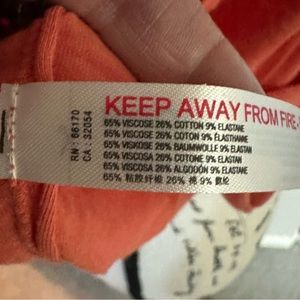 RN : 66170
CA : 32054
KEEP AWAY FROM FIRE
65% VISCOSE 26% COTTON 9% ELASTANE
65% VISCOSE 26% COTON 9% ÉLASTHANNE
65% VISKOSE 26% BAUMWOLLE 9% ELASTAN
65% VISCOSA 26% COTONE 9% ELASTAN
65% VISCOSA 26% ALGODÓN 9% ELASTANO
65% 粘胶纤维 26% 棉 9% 氨纶